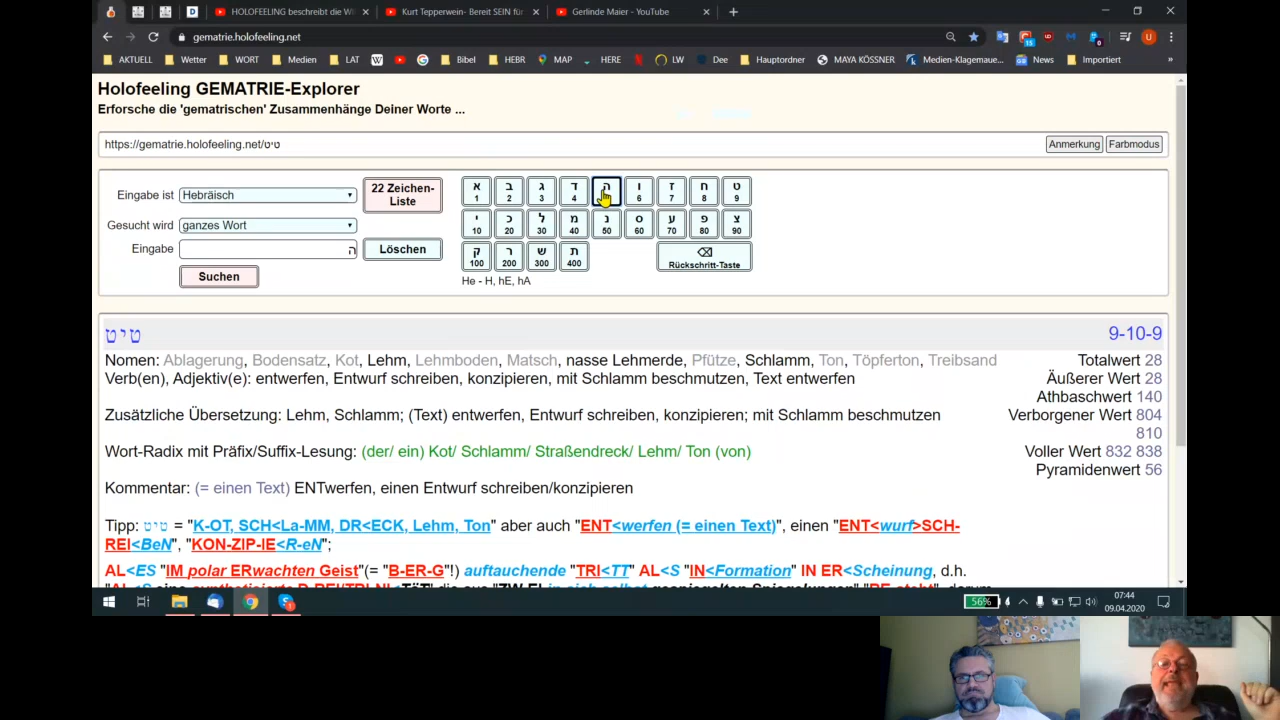 HOLOFEELING beschreibt die WI
Kurt Tepperwein- Bereit SEIN für
Gerlinde Maier - YouTube
gematrie.holofeeling.net
AKTUELL Wetter WORT Medien LAT Bibel HEBR MAP HERE LW Dee Hauptordner MAYA KÖSSNER Medien-Klagemaue... News Importiert »
Holofeeling GEMATRIE-Explorer
Erforsche die 'gematrischen' Zusammenhänge Deiner Worte ...
https://gematrie.holofeeling.net/טיט Anmerkung Farbmodus
Eingabe ist Hebräisch
22 Zeichen-
Liste
Gesucht wird ganzes Wort
Eingabe ה Löschen
Suchen
א ב ג ד ה ו ז ח ט
1 2 3 4 6 7 8 9
י כ ל מ נ ס ע פ צ
10 20 30 40 50 60 70 80 90
ק ר ש ת
100 200 300 400 Rückschritt-Taste
He - H, hE, hA
טיט 9-10-9
Nomen: Ablagerung, Bodensatz, Kot, Lehm, Lehmboden, Matsch, nasse Lehmerde, Pfütze, Schlamm, Ton, Töpferton, Treibsand
Verb(en), Adjektiv(e): entwerfen, Entwurf schreiben, konzipieren, mit Schlamm beschmutzen, Text entwerfen
Zusätzliche Übersetzung: Lehm, Schlamm; (Text) entwerfen, Entwurf schreiben, konzipieren; mit Schlamm beschmutzen
Wort-Radix mit Präfix/Suffix-Lesung: (der/ ein) Kot/ Schlamm/ Straßendreck/ Lehm/ Ton (von)
Kommentar: (= einen Text) ENTwerfen, einen Entwurf schreiben/konzipieren
Totalwert 28
Äußerer Wert 28
Athbaschwert 140
Verborgener Wert 804
810
Voller Wert 832 838
Pyramidenwert 56
Tipp: טיט = "K-OT, SCH<La-MM, DR<ECK, Lehm, Ton" aber auch "ENT<werfen (= einen Text)", einen "ENT<wurf>SCH-
REI<BeN", "KON-ZIP-IE<R-eN";
AL<ES "IM polar ERwachten Geist"(= "B-ER-G"!) auftauchende "TRI<TT" AL<S "IN<Formation" IN ER<Scheinung, d.h.
56%
07:44
09.04.2020